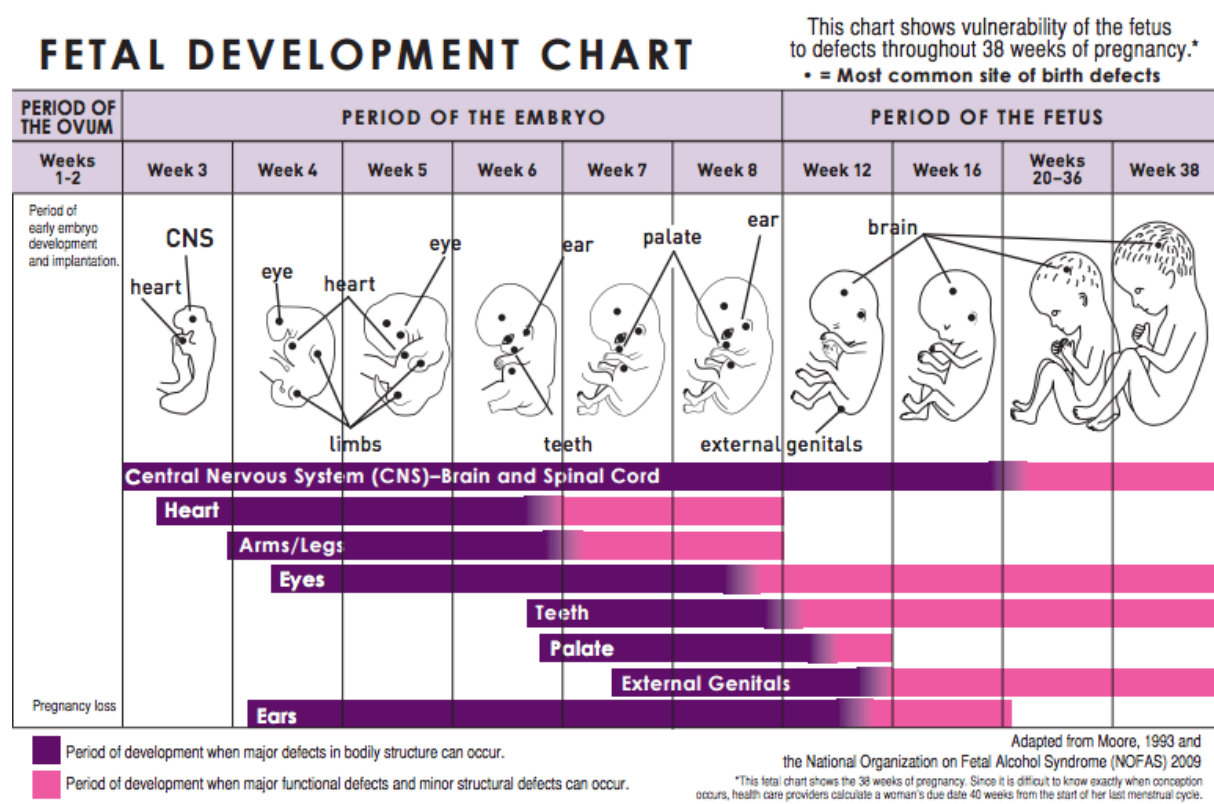 FETAL DEVELOPMENT CHART
This chart shows vulnerability of the fetus
to defects throughout 38 weeks of pregnancy.*
• = Most common site of birth defects
PERIOD OF
THE OVUM
PERIOD OF THE EMBRYO
PERIOD OF THE FETUS
Weeks
1-2
Week 3
Week 4
Week 5
Week 6
Week 7
Week 8
Week 12
Week 16
Weeks
20–36
Week 38
Period of
early embryo
development
and implantation.
CNS
heart
eye
heart
eye
ear
palate
ear
brain
limbs
teeth
external genitals
Central Nervous System (CNS)–Brain and Spinal Cord
Heart
Arms/Legs
Eyes
Teeth
Palate
External Genitals
Pregnancy loss
Ears
Period of development when major defects in bodily structure can occur.
Period of development when major functional defects and minor structural defects can occur.
Adapted from Moore, 1993 and
the National Organization on Fetal Alcohol Syndrome (NOFAS) 2009
*This fetal chart shows the 38 weeks of pregnancy. Since it is difficult to know exactly when conception
occurs, health care providers calculate a woman's due date 40 weeks from the start of her last menstrual cycle.